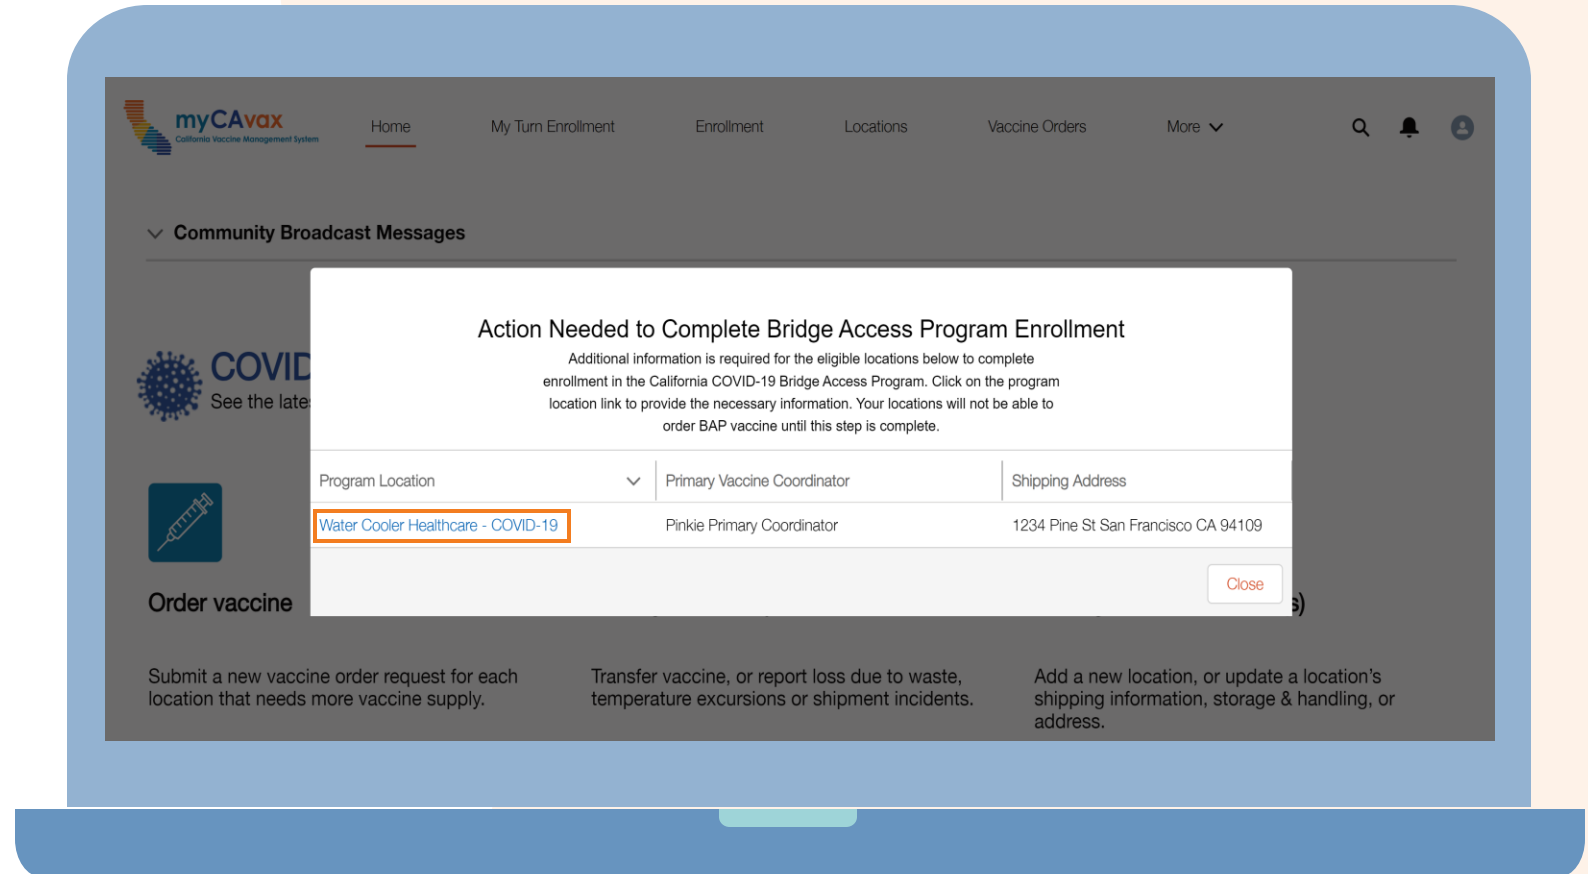 myCAvax
California Vaccine Management System
Home
My Turn Enrollment
Enrollment
Locations
Vaccine Orders
More
Community Broadcast Messages
Action Needed to Complete Bridge Access Program Enrollment
Additional information is required for the eligible locations below to complete
enrollment in the California COVID-19 Bridge Access Program. Click on the program
location link to provide the necessary information. Your locations will not be able to
order BAP vaccine until this step is complete.
COVID
See the late
Program Location
Primary Vaccine Coordinator
Shipping Address
Water Cooler Healthcare - COVID-19
Pinkie Primary Coordinator
1234 Pine St San Francisco CA 94109
Close
Order vaccine
s)
Submit a new vaccine order request for each
location that needs more vaccine supply.
Transfer vaccine, or report loss due to waste,
temperature excursions or shipment incidents.
Add a new location, or update a location's
shipping information, storage & handling, or
address.